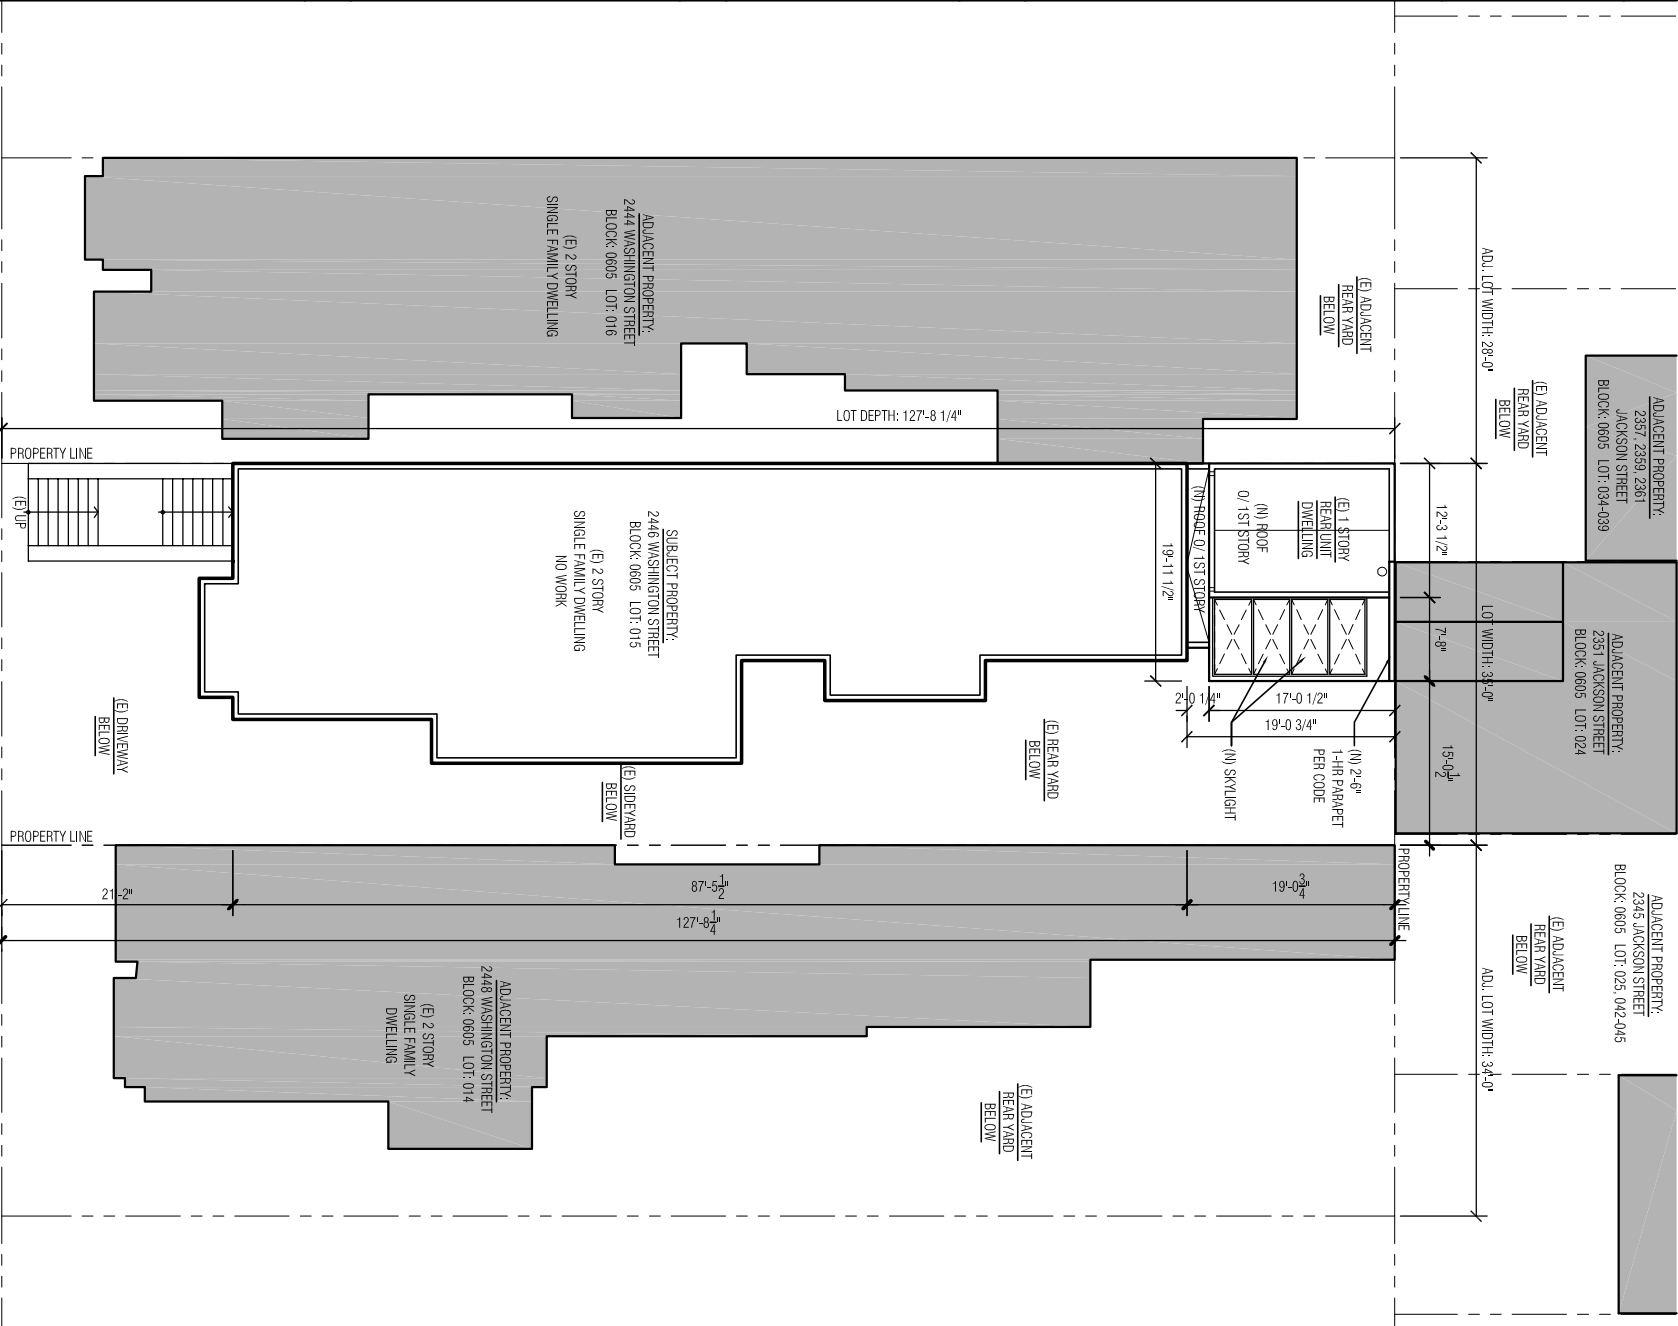 ADJACENT PROPERTY:
2444 WASHINGTON STREET
BLOCK: 0605 LOT: 016
(E) 2 STORY
SINGLE FAMILY DWELLING
(E) ADJACENT
REAR YARD
BELOW
ADJ. LOT WIDTH: 28'-0"
(E) ADJACENT
REAR YARD
BELOW
ADJACENT PROPERTY:
2357, 2359, 2361
JACKSON STREET
BLOCK: 0605 LOT: 034-039
LOT DEPTH: 127'-8 1/4"
PROPERTY LINE
(E) UP
SUBJECT PROPERTY:
2446 WASHINGTON STREET
BLOCK: 0605 LOT: 015
(E) 2 STORY
SINGLE FAMILY DWELLING
NO WORK
19'-11 1/2"
(N) ROOF O/ 1ST STORY
(E) 1 STORY
REAR UNIT
DWELLING
(N) ROOF
O/ 1ST STORY
12'-3 1/2"
7'-8"
LOT WIDTH: 35'-0"
15'-0 1/2"
ADJACENT PROPERTY:
2351 JACKSON STREET
BLOCK: 0605 LOT: 024
2'-0 1/4"
17'-0 1/2"
19'-0 3/4"
(N) SKYLIGHT
(N) 2'-6"
1-HR PARAPET
PER CODE
(E) REAR YARD
BELOW
(E) DRIVEWAY
BELOW
(E) SIDEYARD
BELOW
PROPERTY LINE
PROPERTY LINE
21'-2"
87'-5 1/2"
19'-0 3/4"
127'-8 1/4"
ADJACENT PROPERTY:
2448 WASHINGTON STREET
BLOCK: 0605 LOT: 014
(E) 2 STORY
SINGLE FAMILY
DWELLING
(E) ADJACENT
REAR YARD
BELOW
ADJ. LOT WIDTH: 34'-0"
(E) ADJACENT
REAR YARD
BELOW
ADJACENT PROPERTY:
2345 JACKSON STREET
BLOCK: 0605 LOT: 025, 042-045